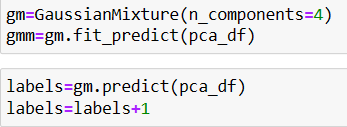 gm=GaussianMixture(n_components=4)
gmm=gm.fit_predict(pca_df)
labels=gm.predict(pca_df)
labels=labels+1